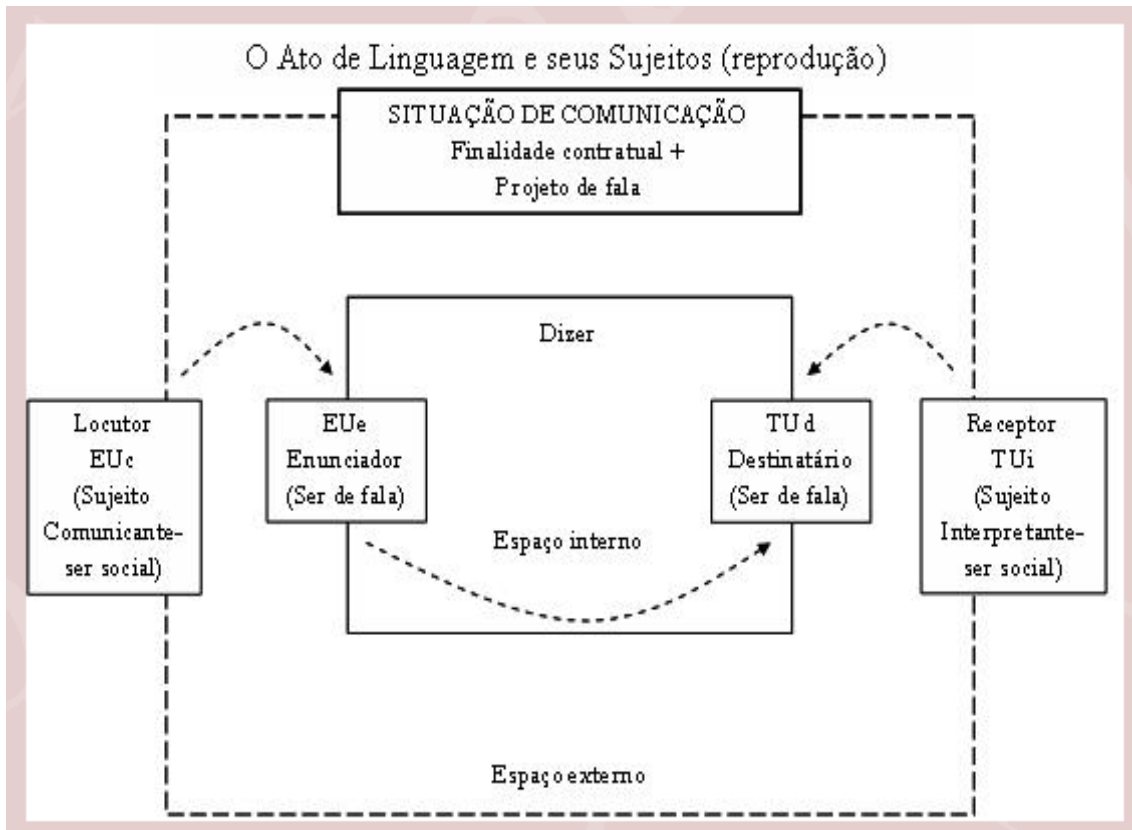 O Ato de Linguagem e seus Sujeitos (reprodução)
SITUAÇÃO DE COMUNICAÇÃO
Finalidade contratual +
Projeto de fala
Dizer
Locutor
EUc
(Sujeito
Comunicante-
ser social)
EUe
Enunciador
(Ser de fala)
TUd
Destinatário
(Ser de fala)
Receptor
TUi
(Sujeito
Interpretante-
ser social)
Espaço interno
Espaço externo